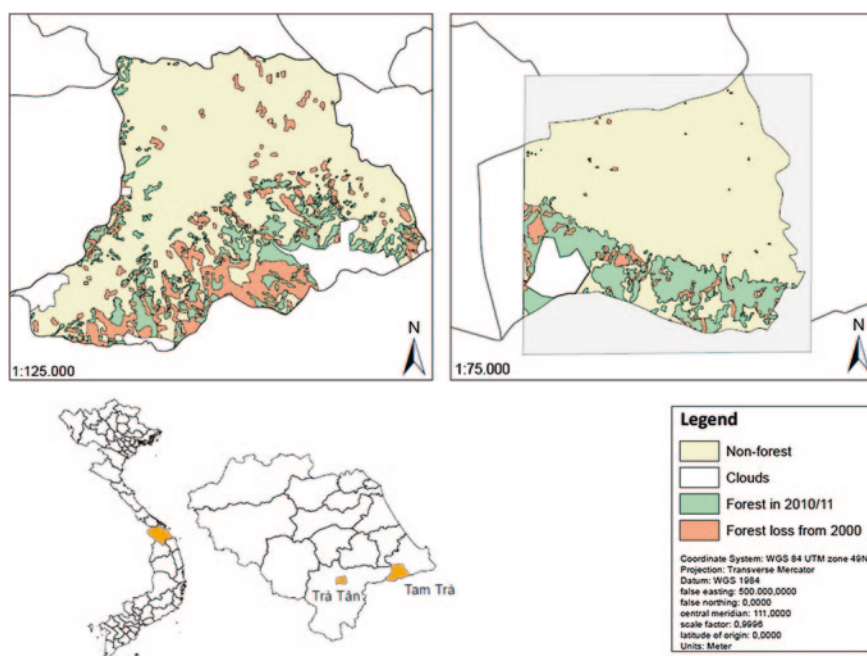 N
1:125.000
N
1:75.000
Trà Tân
Tam Trà
Legend
Non-forest
Clouds
Forest in 2010/11
Forest loss from 2000
Coordinate System: WGS 84 UTM zone 49N
Projection: Transverse Mercator
Datum: WGS 1984
false easting: 500.000,0000
false northing: 0,0000
central meridian: 111,0000
scale factor: 0,9996
latitude of origin: 0,0000
Units: Meter